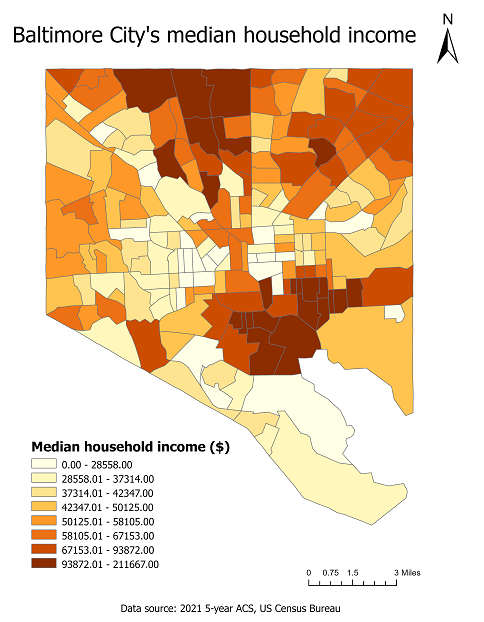 N
Baltimore City's median household income
Median household income ($)
0.00 - 28558.00
28558.01 - 37314.00
37314.01 - 42347.00
42347.01 - 50125.00
50125.01 - 58105.00
58105.01 - 67153.00
67153.01 - 93872.00
93872.01 - 211667.00
0 0.75 1.5 3 Miles
Data source: 2021 5-year ACS, US Census Bureau